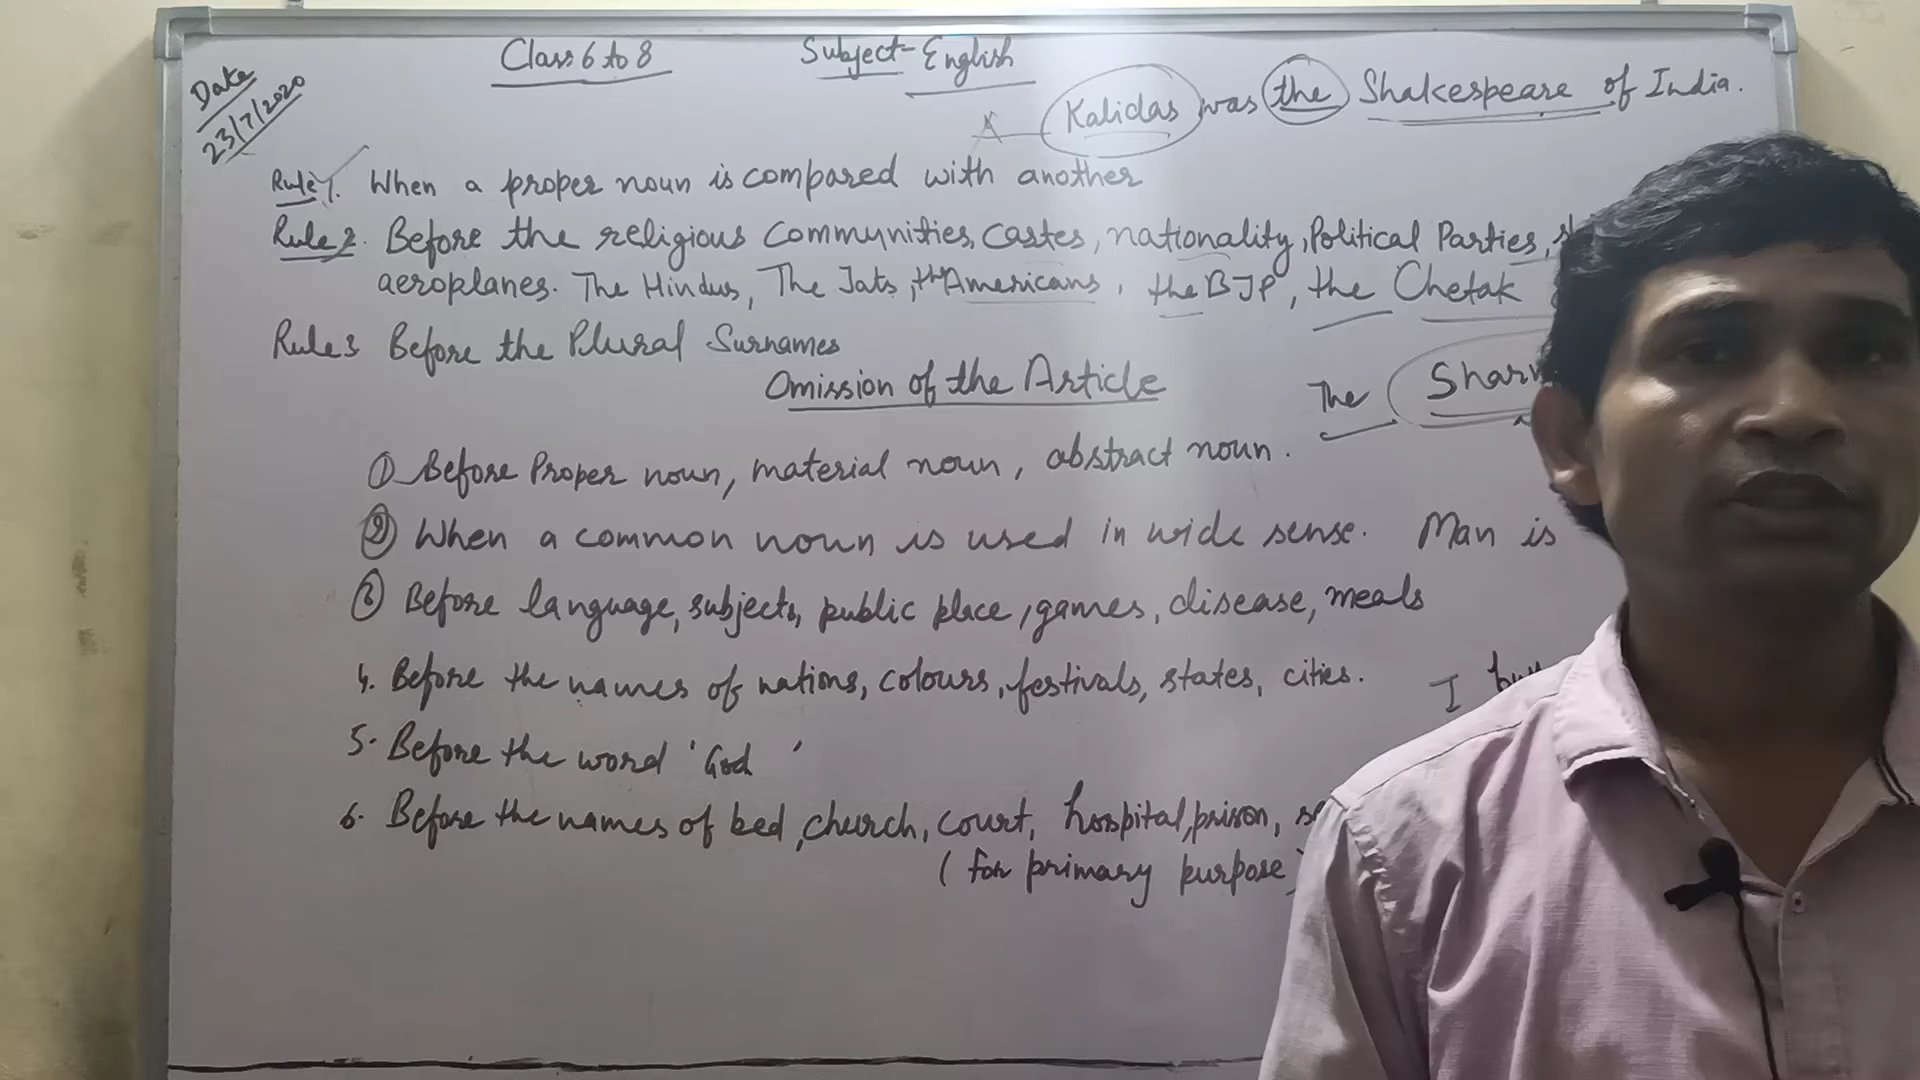 Date
23/7/2020
Class 6 to 8
Subject - English
A Kalidas was the Shakespeare of India.
Rule 1. When a proper noun is compared with another
Rule 2. Before the religious communities, castes, nationality, Political Parties,
aeroplanes. The Hindus, The Jats, the Americans, the BJP, the Chetak
Rule 3 Before the Plural Surnames
Omission of the Article
The
① Before Proper noun, material noun, abstract noun.
② When a common noun is used in wide sense. Man is
③ Before language, subjects, public place, games, disease, meals
4. Before the names of nations, colours, festivals, states, cities. I
5. Before the word 'God'
6. Before the names of bed, church, court, hospital, prison,
(for primary purpose)